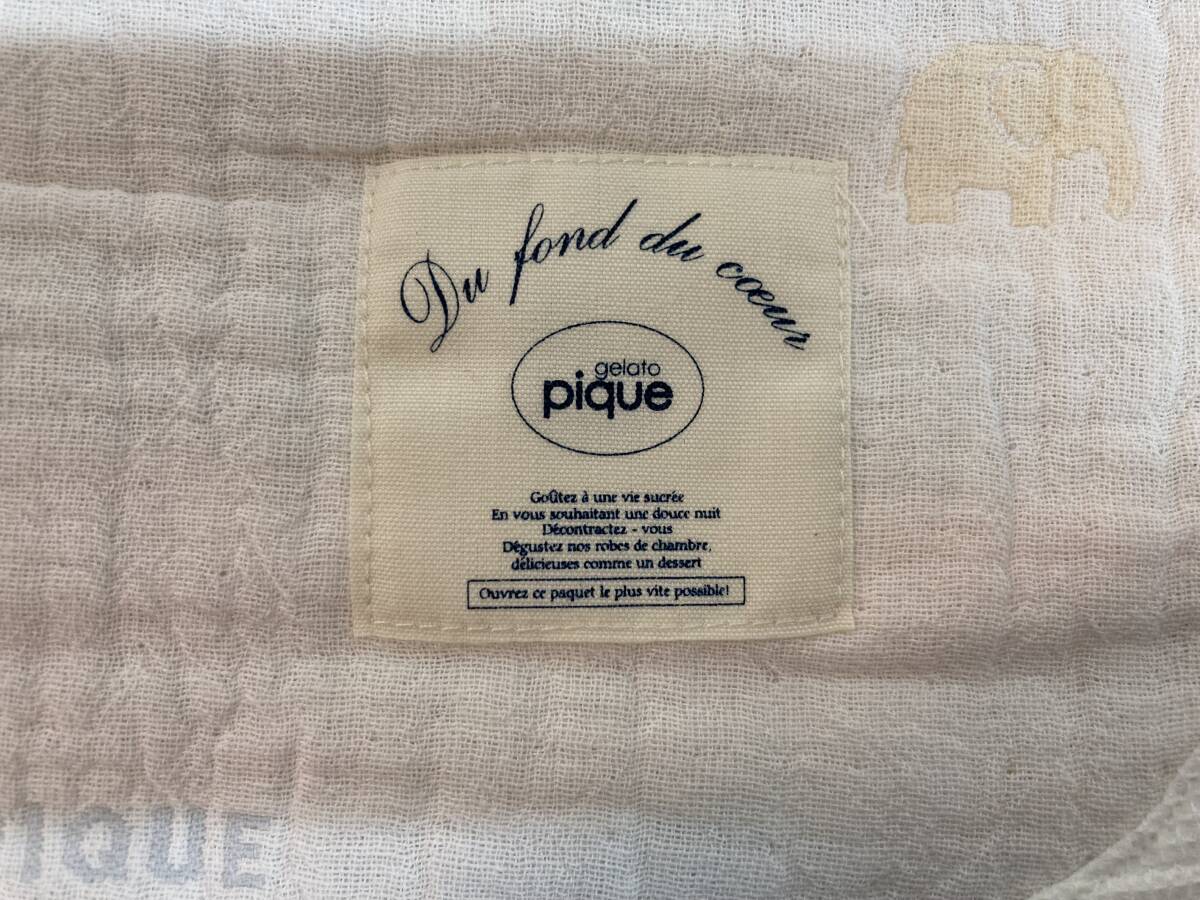 Du fond du cœur
gelato
pique
Goûtez à une vie sucrée
En vous souhaitant une douce nuit
Décontractez - vous
Dégustez nos robes de chambre,
délicieuses comme un dessert
Ouvrez ce paquet le plus vite possible!
IQUE